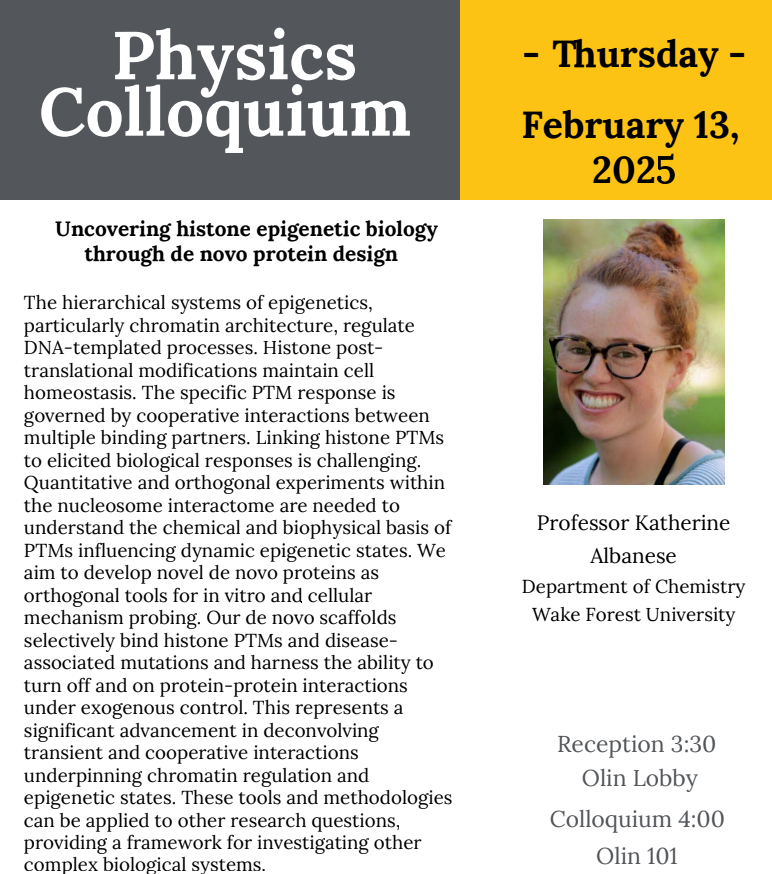 Physics
Colloquium
- Thursday -
February 13,
2025
Uncovering histone epigenetic biology
through de novo protein design
The hierarchical systems of epigenetics,
particularly chromatin architecture, regulate
DNA-templated processes. Histone post-
translational modifications maintain cell
homeostasis. The specific PTM response is
governed by cooperative interactions between
multiple binding partners. Linking histone PTMs
to elicited biological responses is challenging.
Quantitative and orthogonal experiments within
the nucleosome interactome are needed to
understand the chemical and biophysical basis of
PTMs influencing dynamic epigenetic states. We
aim to develop novel de novo proteins as
orthogonal tools for in vitro and cellular
mechanism probing. Our de novo scaffolds
selectively bind histone PTMs and disease-
associated mutations and harness the ability to
turn off and on protein-protein interactions
under exogenous control. This represents a
significant advancement in deconvolving
transient and cooperative interactions
underpinning chromatin regulation and
epigenetic states. These tools and methodologies
can be applied to other research questions,
providing a framework for investigating other
complex biological systems.
Professor Katherine
Albanese
Department of Chemistry
Wake Forest University
Reception 3:30
Olin Lobby
Colloquium 4:00
Olin 101